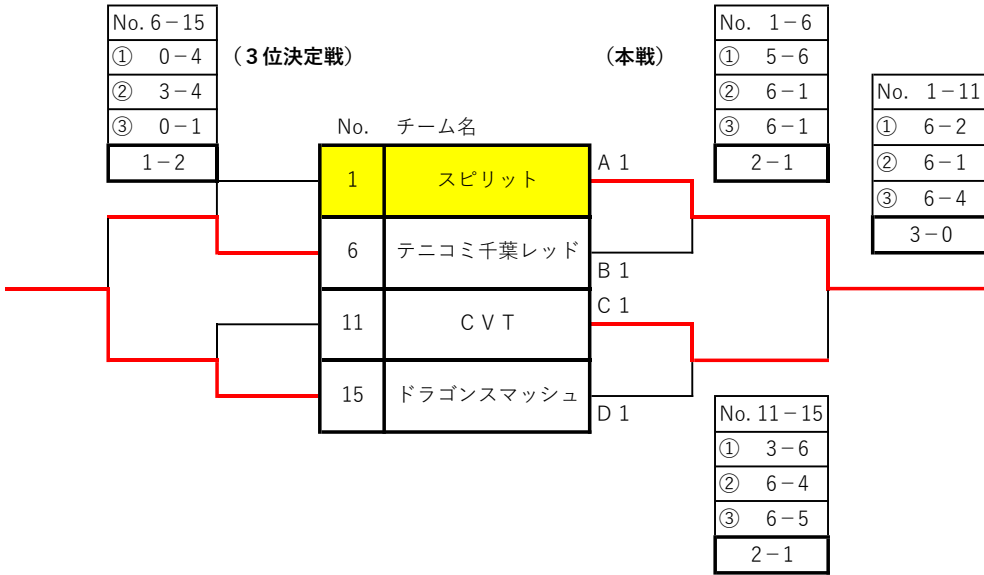 No. 6－15
① 0－4
② 3－4
③ 0－1
1－2
（３位決定戦）
（本戦）
No. 1－6
① 5－6
② 6－1
③ 6－1
2－1
No. 1－11
① 6－2
② 6－1
③ 6－4
3－0
No. チーム名
1 スピリット A 1
6 テニコミ千葉レッド B 1
11 ＣＶＴ C 1
15 ドラゴンスマッシュ D 1
No. 11－15
① 3－6
② 6－4
③ 6－5
2－1